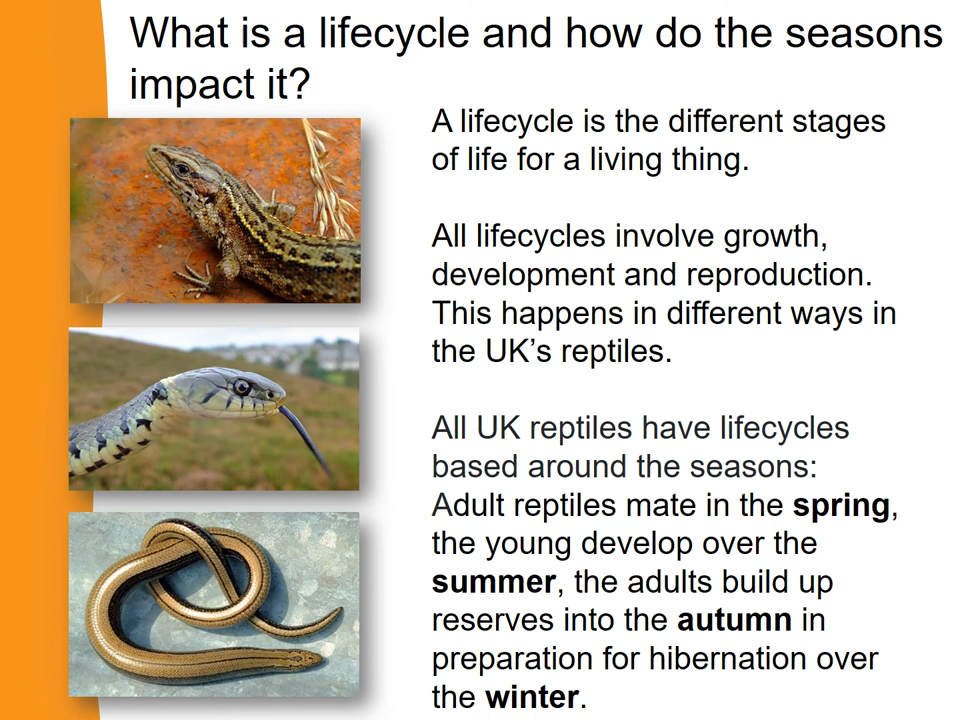 What is a lifecycle and how do the seasons
impact it?
A lifecycle is the different stages
of life for a living thing.
All lifecycles involve growth,
development and reproduction.
This happens in different ways in
the UK’s reptiles.
All UK reptiles have lifecycles
based around the seasons:
Adult reptiles mate in the spring,
the young develop over the
summer, the adults build up
reserves into the autumn in
preparation for hibernation over
the winter.